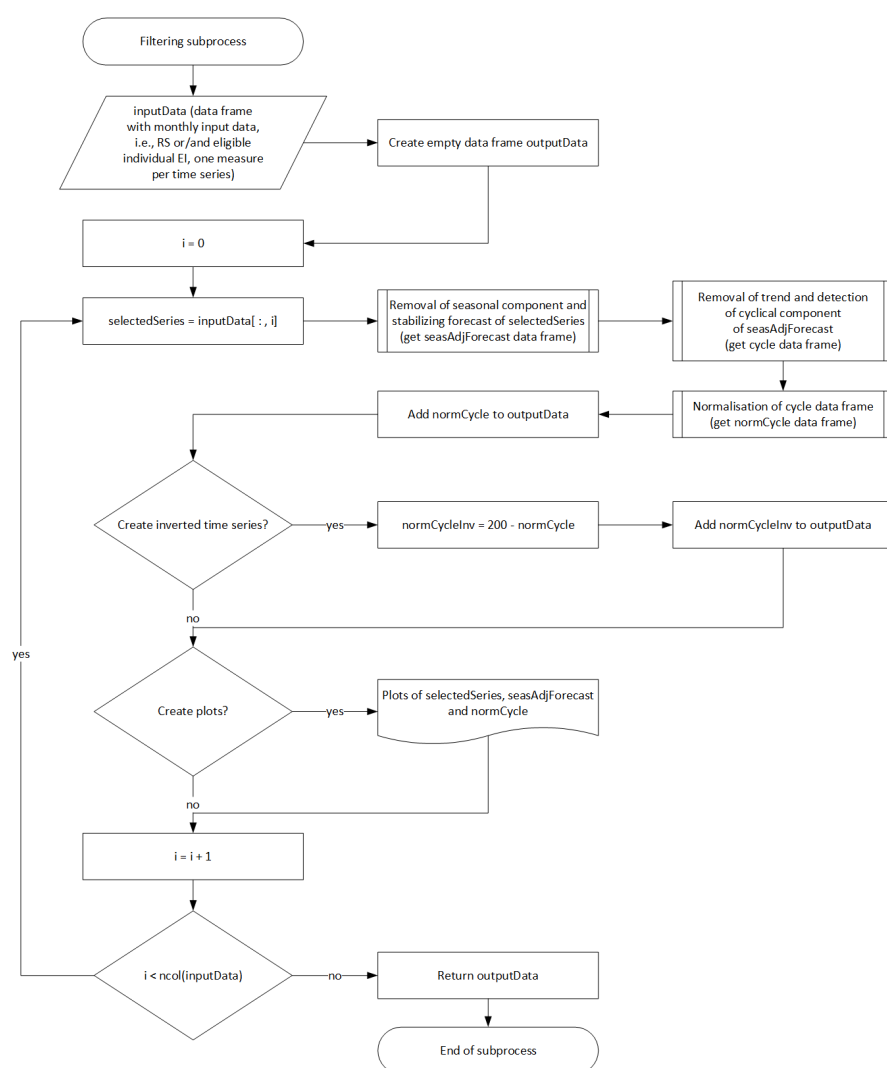 Filtering subprocess
inputData (data frame
with monthly input data,
i.e., RS or/and eligible
individual EI, one measure
per time series)
Create empty data frame outputData
i = 0
selectedSeries = inputData[ : , i]
Removal of seasonal component and
stabilizing forecast of selectedSeries
(get seasAdjForecast data frame)
Removal of trend and detection
of cyclical component
of seasAdjForecast
(get cycle data frame)
Normalisation of cycle data frame
(get normCycle data frame)
Add normCycle to outputData
Create inverted time series?
yes
normCycleInv = 200 - normCycle
Add normCycleInv to outputData
no
yes
Create plots?
yes
Plots of selectedSeries, seasAdjForecast
and normCycle
no
i = i + 1
i < ncol(inputData)
no
Return outputData
End of subprocess